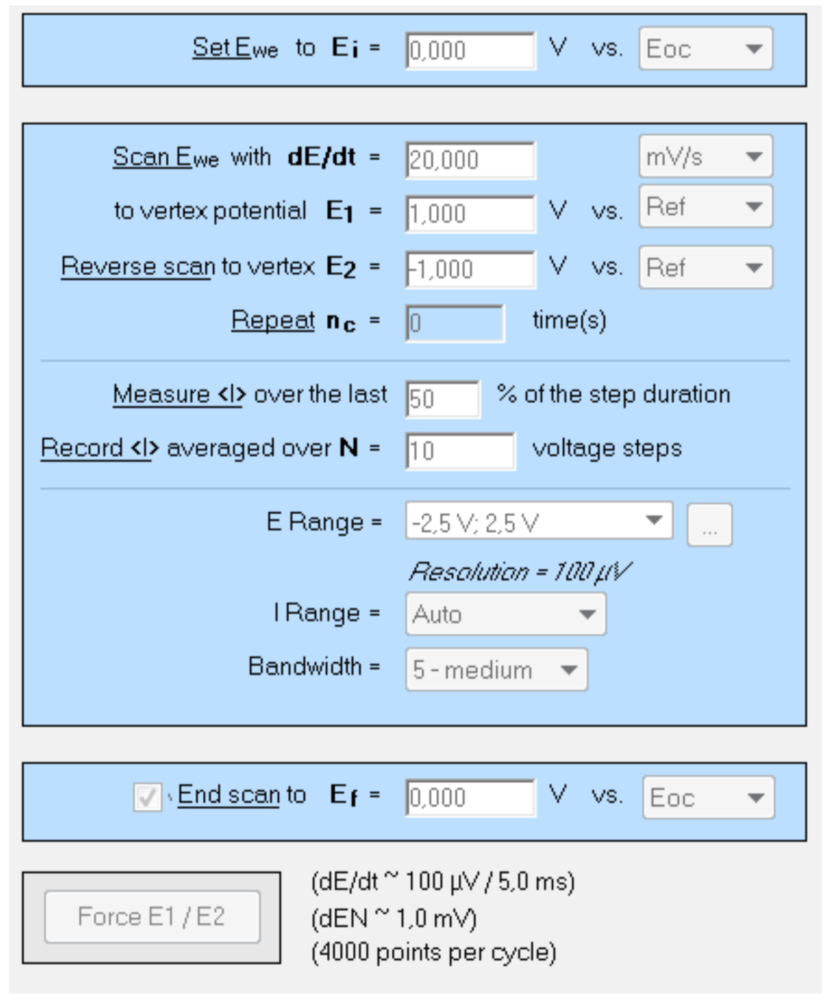 Set Ewe to Ei = 0,000 V vs. Eoc
Scan Ewe with dE/dt = 20,000 mV/s
to vertex potential E1 = 1,000 V vs. Ref
Reverse scan to vertex E2 = -1,000 V vs. Ref
Repeat nc = 0 time(s)
Measure <I> over the last 50 % of the step duration
Record <I> averaged over N = 10 voltage steps
E Range = -2,5 V; 2,5 V ...
Resolution = 100 µV
I Range = Auto
Bandwidth = 5 - medium
End scan to Ef = 0,000 V vs. Eoc
(dE/dt ~ 100 µV / 5,0 ms)
Force E1 / E2 (dEN ~ 1,0 mV)
(4000 points per cycle)